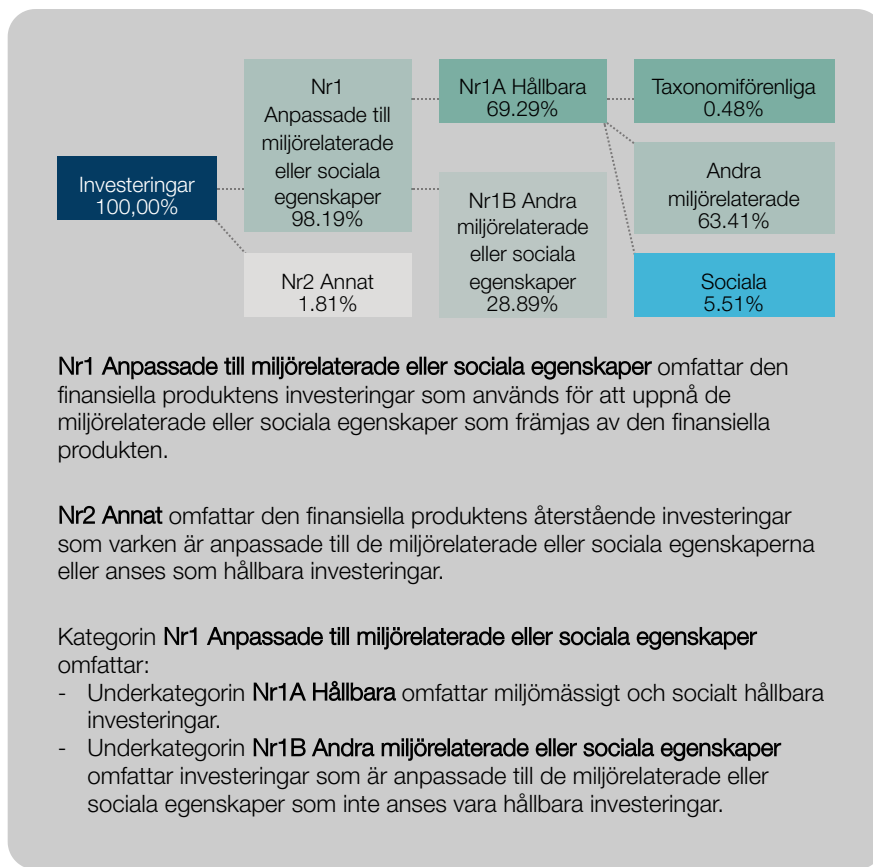 Investeringar
100,00%
Nr1
Anpassade till
miljörelaterade
eller sociala
egenskaper
98.19%
Nr2 Annat
1.81%
Nr1A Hållbara
69.29%
Nr1B Andra
miljörelaterade
eller sociala
egenskaper
28.89%
Taxonomiförenliga
0.48%
Andra
miljörelaterade
63.41%
Sociala
5.51%
Nr1 Anpassade till miljörelaterade eller sociala egenskaper omfattar den
finansiella produktens investeringar som används för att uppnå de
miljörelaterade eller sociala egenskaper som främjas av den finansiella
produkten.
Nr2 Annat omfattar den finansiella produktens återstående investeringar
som varken är anpassade till de miljörelaterade eller sociala egenskaperna
eller anses som hållbara investeringar.
Kategorin Nr1 Anpassade till miljörelaterade eller sociala egenskaper
omfattar:
- Underkategorin Nr1A Hållbara omfattar miljömässigt och socialt hållbara
investeringar.
- Underkategorin Nr1B Andra miljörelaterade eller sociala egenskaper
omfattar investeringar som är anpassade till de miljörelaterade eller
sociala egenskaper som inte anses vara hållbara investeringar.